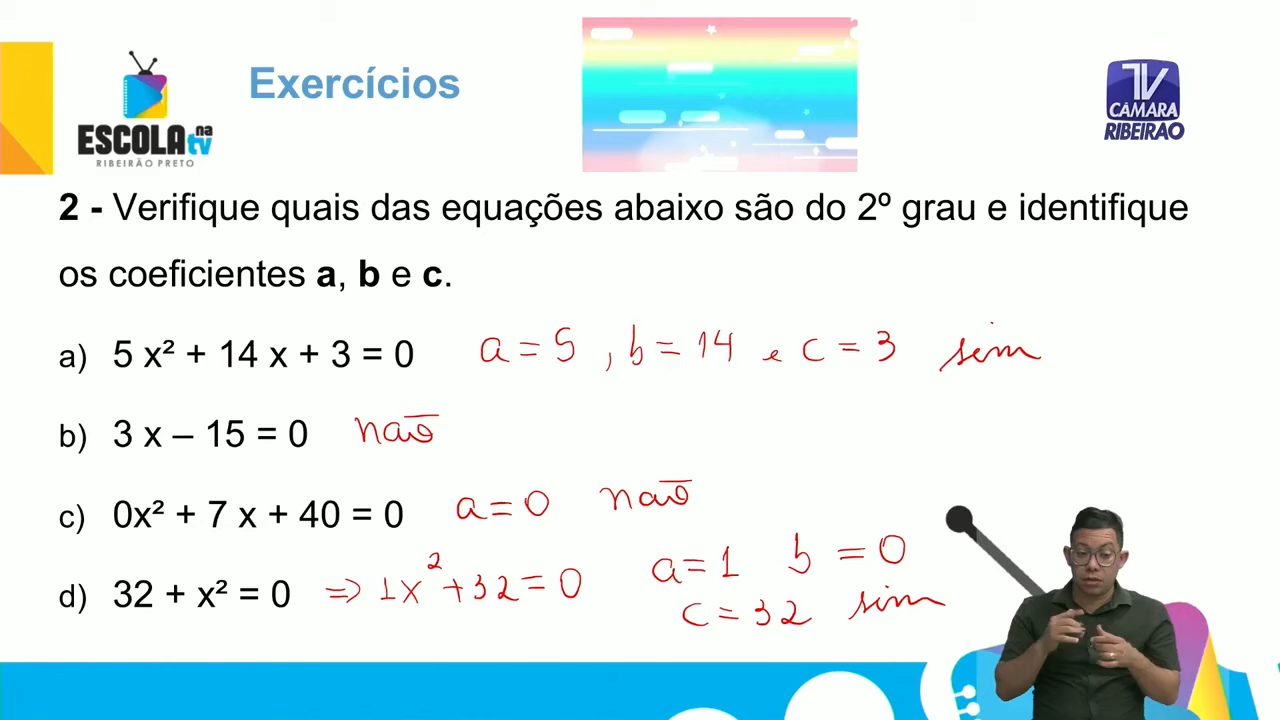 Exercícios
ESCOLA na tv
RIBEIRÃO PRETO
TV
CÂMARA
RIBEIRÃO
2 - Verifique quais das equações abaixo são do 2º grau e identifique
os coeficientes a, b e c.
a) 5 x² + 14 x + 3 = 0 a = 5 , b = 14 e c = 3 sim
b) 3 x – 15 = 0 não
c) 0x² + 7 x + 40 = 0 a = 0 não
d) 32 + x² = 0 ⇒ 1x² + 32 = 0 a = 1 b = 0
c = 32 sim